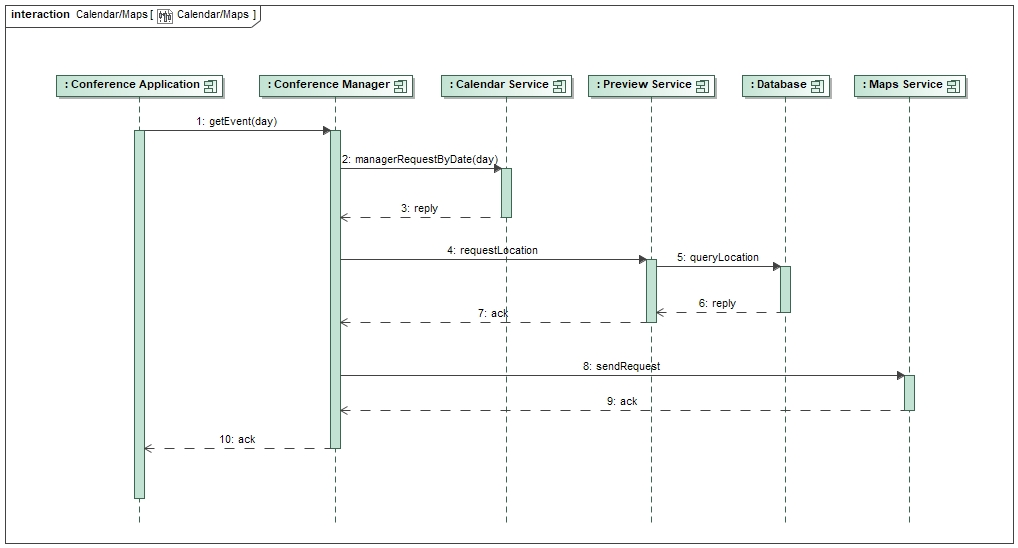 interaction Calendar/Maps [ Calendar/Maps ]
: Conference Application
: Conference Manager
: Calendar Service
: Preview Service
: Database
: Maps Service
1: getEvent(day)
2: managerRequestByDate(day)
3: reply
4: requestLocation
5: queryLocation
6: reply
7: ack
8: sendRequest
9: ack
10: ack